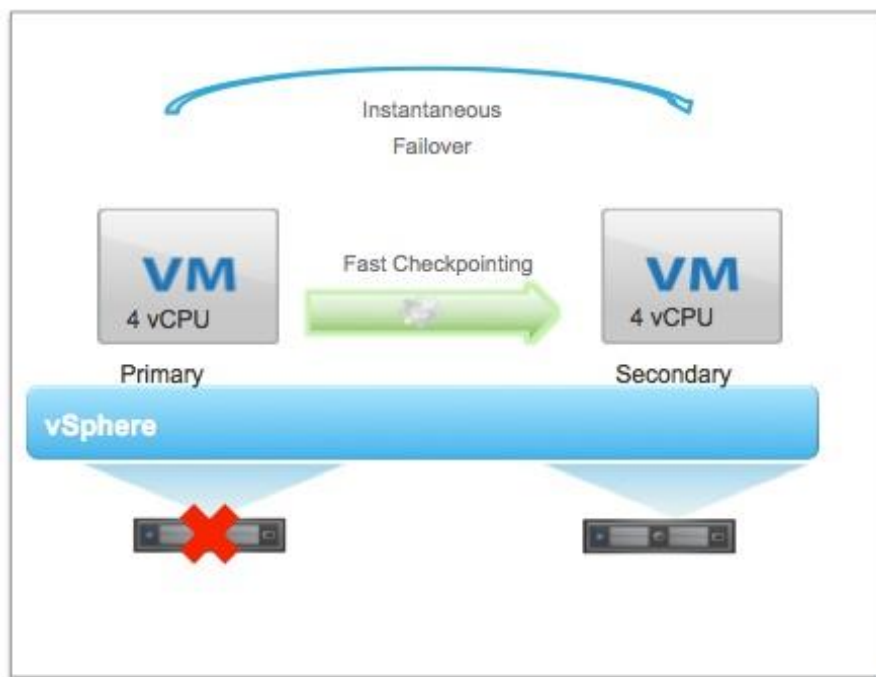 Instantaneous
Failover
VM
4 vCPU
Fast Checkpointing
VM
4 vCPU
Primary
Secondary
vSphere